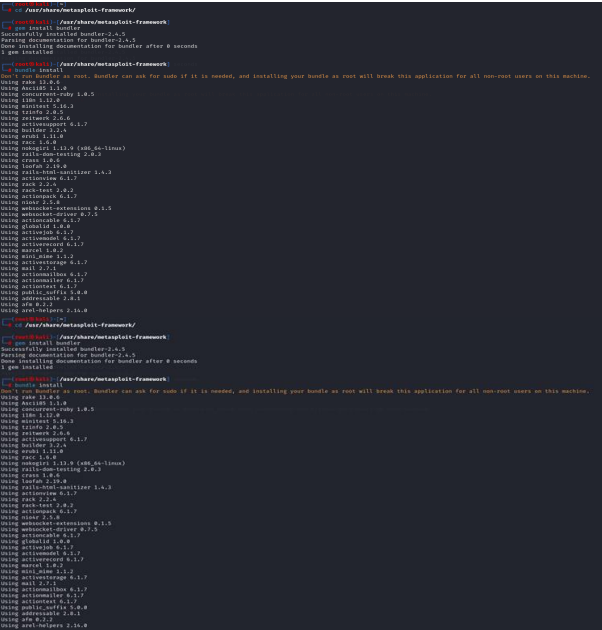 ┌──(root㉿kali)-[~]
└─# cd /usr/share/metasploit-framework/
┌──(root㉿kali)-[/usr/share/metasploit-framework]
└─# gem install bundler
Successfully installed bundler-2.4.5
Parsing documentation for bundler-2.4.5
Done installing documentation for bundler after 0 seconds
1 gem installed
┌──(root㉿kali)-[/usr/share/metasploit-framework]
└─# bundle install
Don't run Bundler as root. Bundler can ask for sudo if it is needed, and installing your bundle as root will break this application for all non-root users on this machine.
Using rake 13.0.6
Using Ascii85 1.1.0
Using concurrent-ruby 1.0.5
Using i18n 1.12.0
Using minitest 5.16.3
Using tzinfo 2.0.5
Using zeitwerk 2.6.6
Using activesupport 6.1.7
Using builder 3.2.4
Using erubi 1.11.0
Using racc 1.6.0
Using nokogiri 1.13.9 (x86_64-linux)
Using rails-dom-testing 2.0.3
Using crass 1.0.6
Using loofah 2.19.0
Using rails-html-sanitizer 1.4.3
Using actionview 6.1.7
Using rack 2.2.4
Using rack-test 2.0.2
Using actionpack 6.1.7
Using nio4r 2.5.8
Using websocket-extensions 0.1.5
Using websocket-driver 0.7.5
Using actioncable 6.1.7
Using globalid 1.0.0
Using activejob 6.1.7
Using activemodel 6.1.7
Using activerecord 6.1.7
Using marcel 1.0.2
Using mini_mime 1.1.2
Using activestorage 6.1.7
Using mail 2.7.1
Using actionmailbox 6.1.7
Using actionmailer 6.1.7
Using actiontext 6.1.7
Using public_suffix 5.0.0
Using addressable 2.8.1
Using afm 0.2.2
Using arel-helpers 2.14.0
┌──(root㉿kali)-[~]
└─# cd /usr/share/metasploit-framework/
┌──(root㉿kali)-[/usr/share/metasploit-framework]
└─# gem install bundler
Successfully installed bundler-2.4.5
Parsing documentation for bundler-2.4.5
Done installing documentation for bundler after 0 seconds
1 gem installed
┌──(root㉿kali)-[/usr/share/metasploit-framework]
└─# bundle install
Don't run Bundler as root. Bundler can ask for sudo if it is needed, and installing your bundle as root will break this application for all non-root users on this machine.
Using rake 13.0.6
Using Ascii85 1.1.0
Using concurrent-ruby 1.0.5
Using i18n 1.12.0
Using minitest 5.16.3
Using tzinfo 2.0.5
Using zeitwerk 2.6.6
Using activesupport 6.1.7
Using builder 3.2.4
Using erubi 1.11.0
Using racc 1.6.0
Using nokogiri 1.13.9 (x86_64-linux)
Using rails-dom-testing 2.0.3
Using crass 1.0.6
Using loofah 2.19.0
Using rails-html-sanitizer 1.4.3
Using actionview 6.1.7
Using rack 2.2.4
Using rack-test 2.0.2
Using actionpack 6.1.7
Using nio4r 2.5.8
Using websocket-extensions 0.1.5
Using websocket-driver 0.7.5
Using actioncable 6.1.7
Using globalid 1.0.0
Using activejob 6.1.7
Using activemodel 6.1.7
Using activerecord 6.1.7
Using marcel 1.0.2
Using mini_mime 1.1.2
Using activestorage 6.1.7
Using mail 2.7.1
Using actionmailbox 6.1.7
Using actionmailer 6.1.7
Using actiontext 6.1.7
Using public_suffix 5.0.0
Using addressable 2.8.1
Using afm 0.2.2
Using arel-helpers 2.14.0